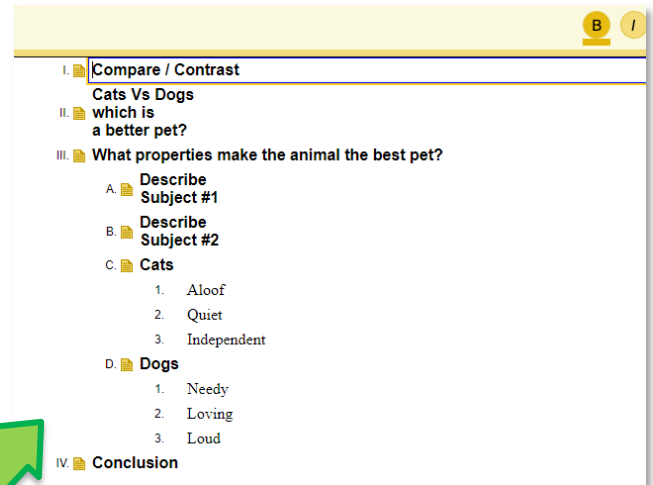 B I
I. Compare / Contrast
Cats Vs Dogs
II. which is
a better pet?
III. What properties make the animal the best pet?
A. Describe
Subject #1
B. Describe
Subject #2
C. Cats
1. Aloof
2. Quiet
3. Independent
D. Dogs
1. Needy
2. Loving
3. Loud
IV. Conclusion